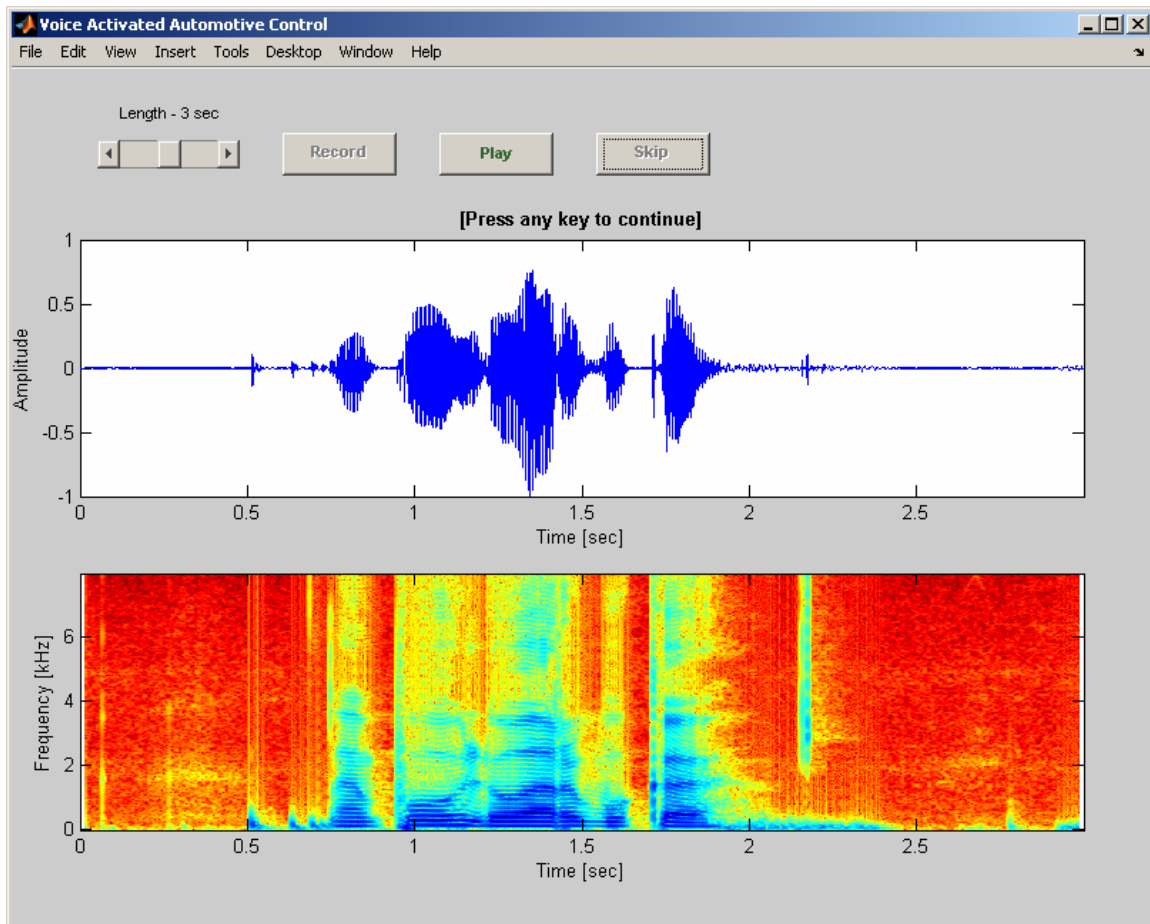 Voice Activated Automotive Control
File Edit View Insert Tools Desktop Window Help
Length - 3 sec
Record Play Skip
[Press any key to continue]
1
0.5
0
-0.5
-1
Amplitude
0 0.5 1 1.5 2 2.5
Time [sec]
6
4
2
0
Frequency [kHz]
0 0.5 1 1.5 2 2.5
Time [sec]